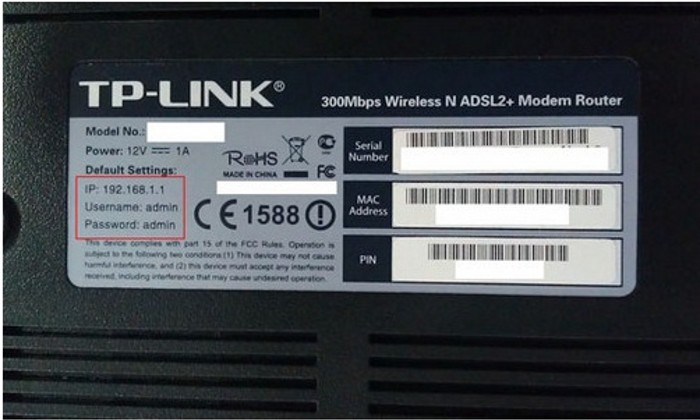 TP-LINK®
300Mbps Wireless N ADSL2+ Modem Router
Model No.:
Power: 12V ⎓ 1A
Default Settings:
IP: 192.168.1.1
Username: admin
Password: admin
RoHS
MADE IN CHINA
FC
CE 1588
This device complies with part 15 of the FCC Rules. Operation is
subject to the following two conditions:(1) This device may not cause
harmful interference, and (2) this device must accept any interference
received, including interference that may cause undesired operation.
Serial
Number
MAC
Address
PIN